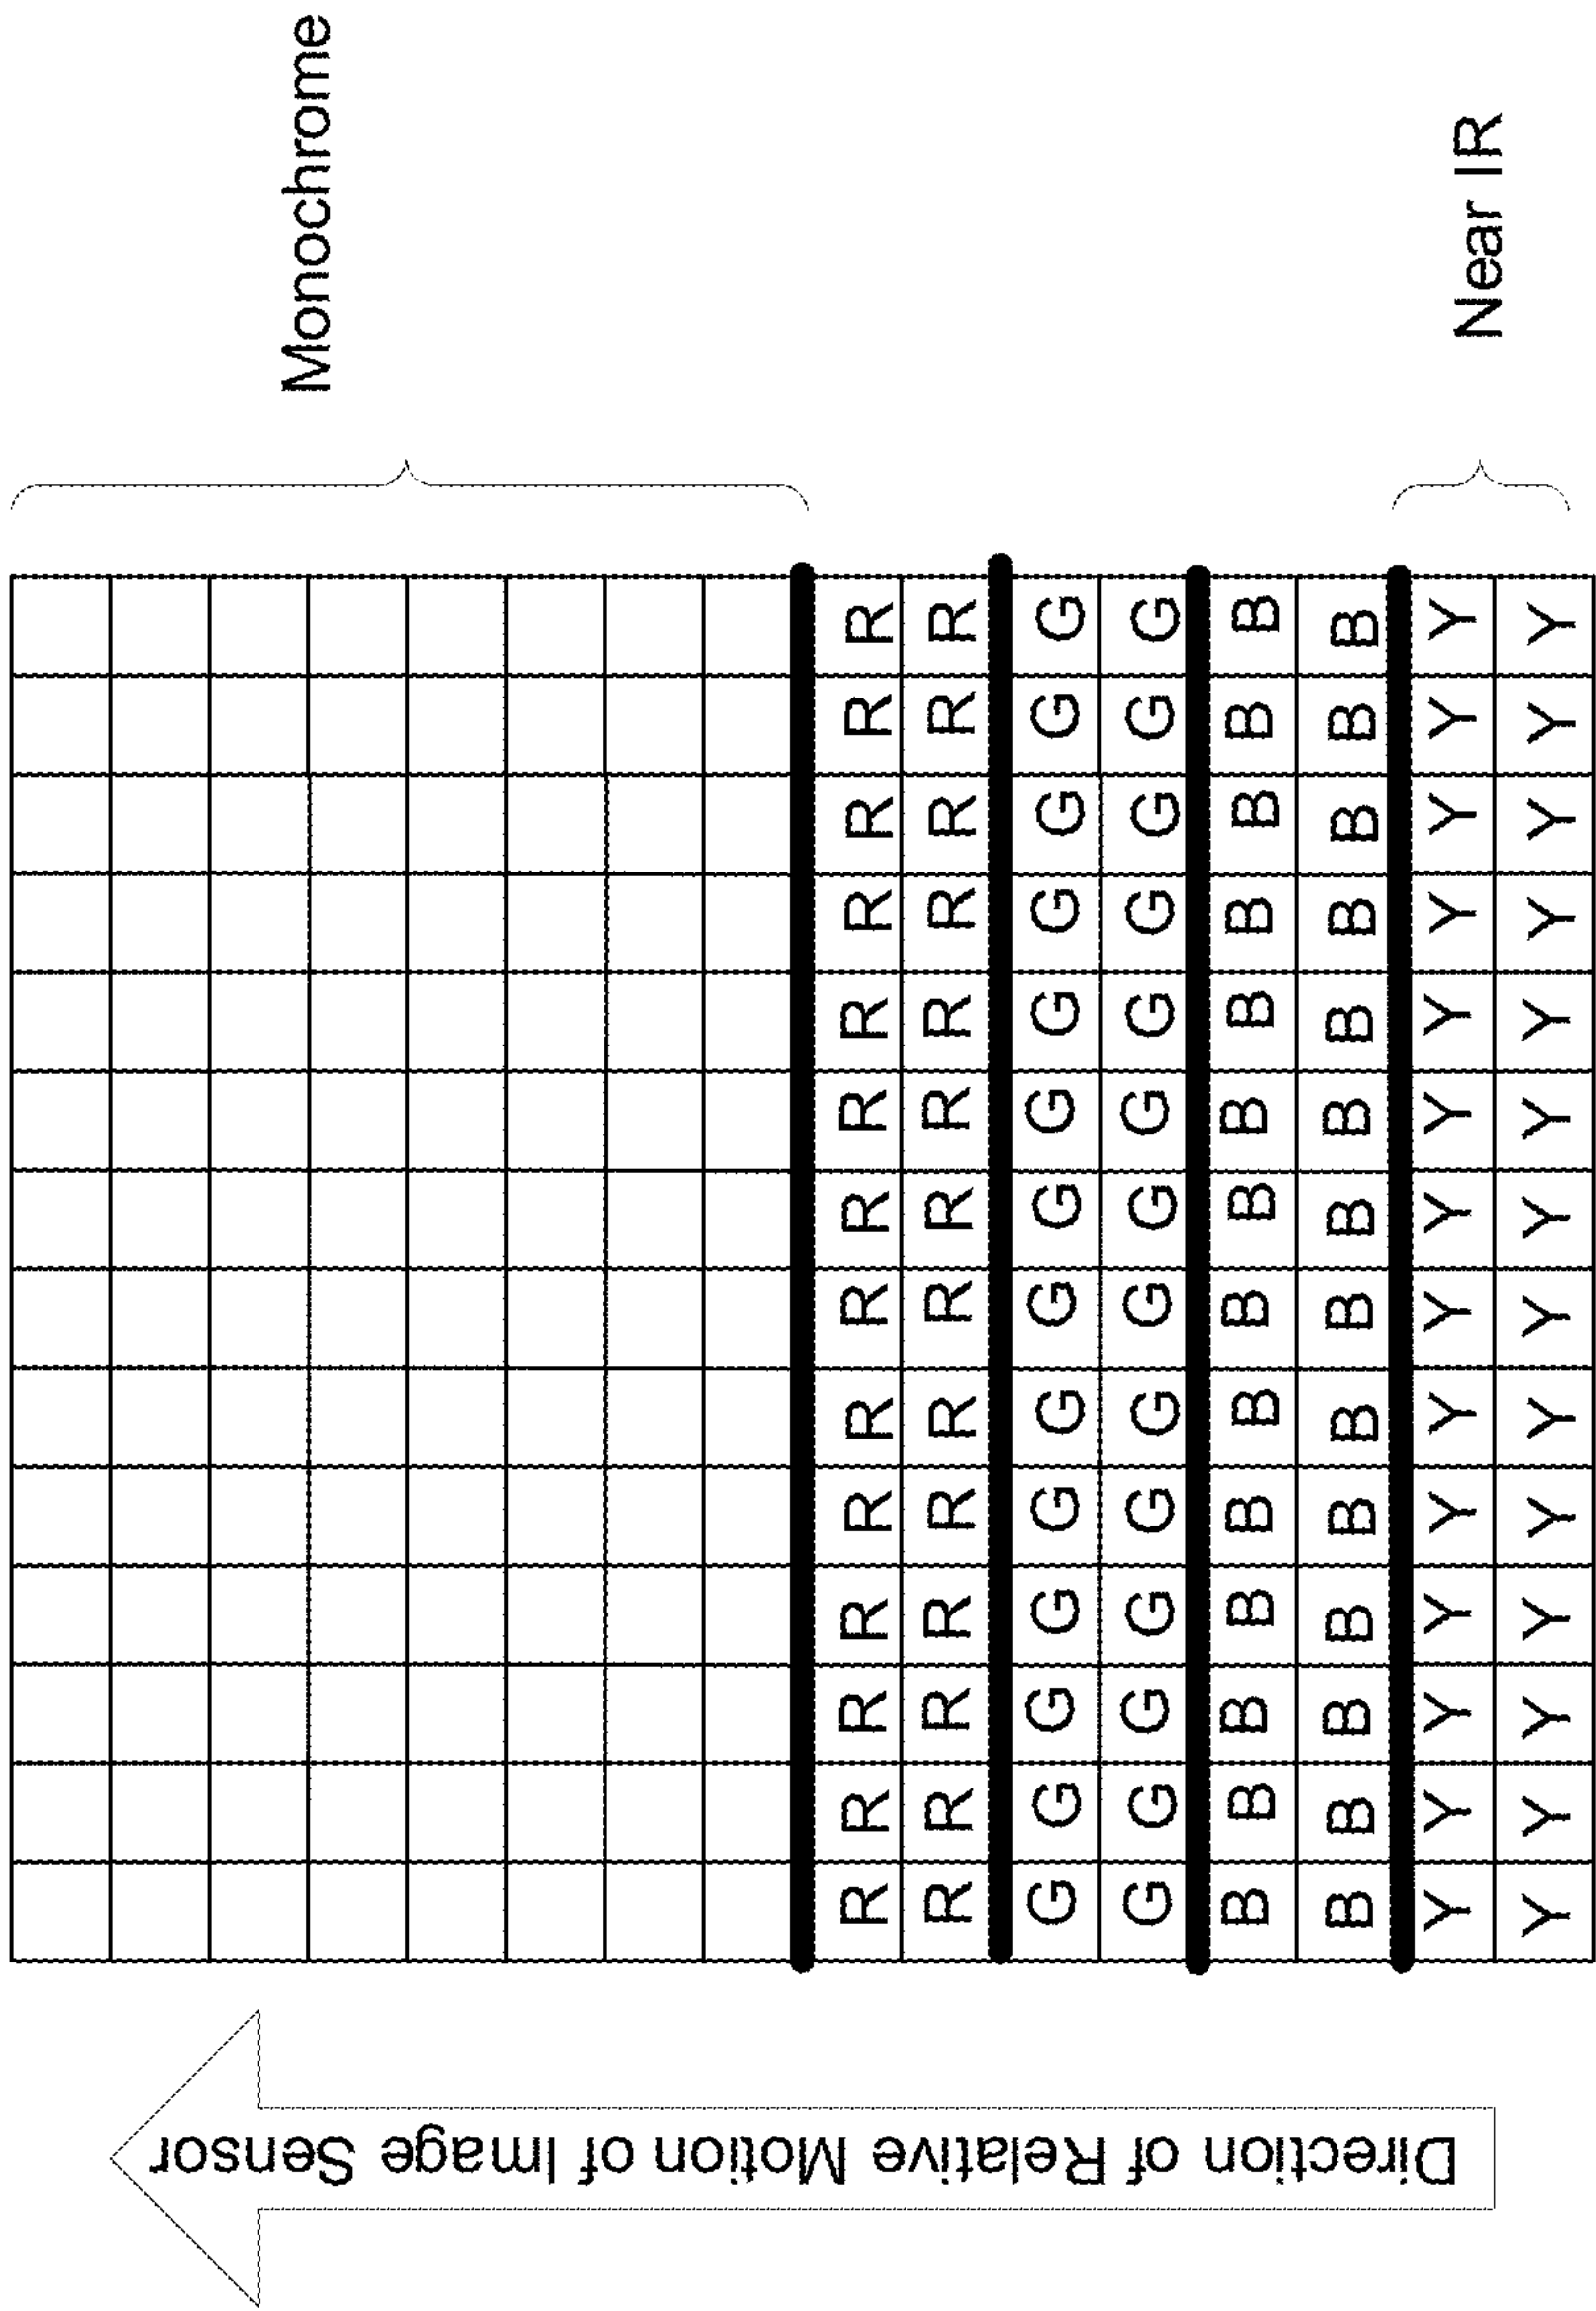 Monochrome
R R R R R R R R R R R R R R
R R R R R R R R R R R R R R
G G G G G G G G G G G G G G
G G G G G G G G G G G G G G
B B B B B B B B B B B B B B
B B B B B B B B B B B B B B
Y Y Y Y Y Y Y Y Y Y Y Y Y Y
Y Y Y Y Y Y Y Y Y Y Y Y Y Y
Near IR
Direction of Relative Motion of Image Sensor